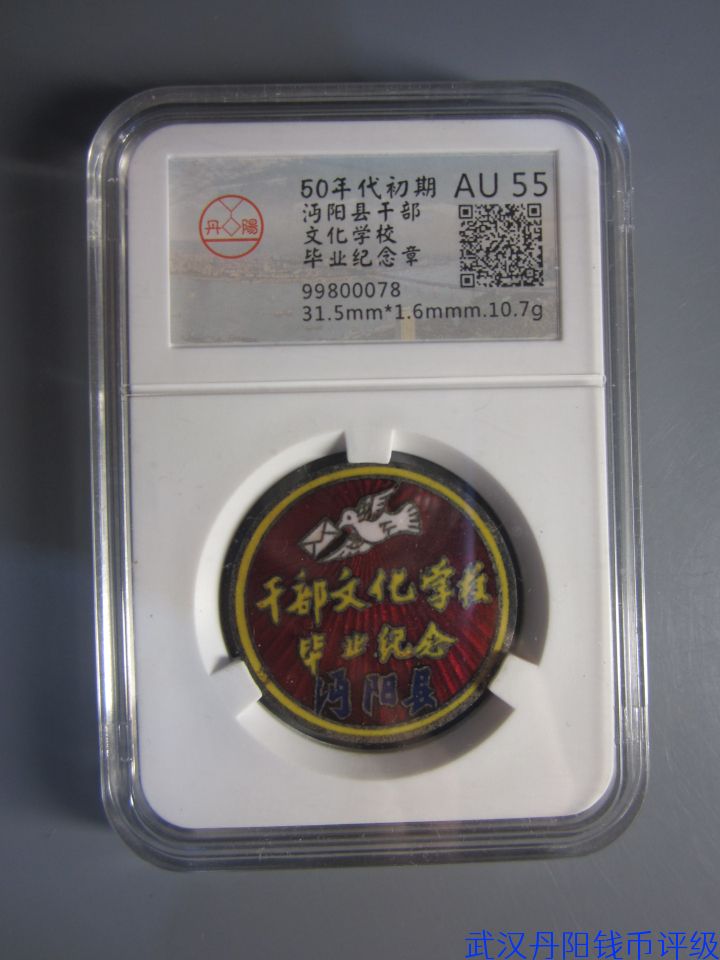 50年代初期 AU 55
沔阳县干部
文化学校
毕业纪念章
99800078
31.5mm*1.6mmm.10.7g
丹陽
干部文化学校
毕业纪念
沔阳县
武汉丹阳钱币评级